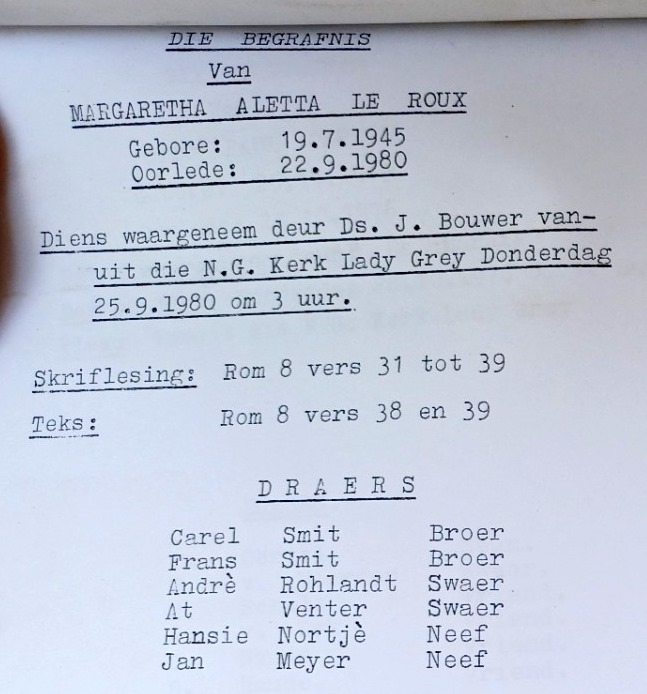 DIE BEGRAFNIS
Van
MARGARETHA ALETTA LE ROUX
Gebore: 19.7.1945
Oorlede: 22.9.1980
Diens waargeneem deur Ds. J. Bouwer van-
uit die N.G. Kerk Lady Grey Donderdag
25.9.1980 om 3 uur.
Skriflesing: Rom 8 vers 31 tot 39
Teks: Rom 8 vers 38 en 39
D R A E R S
Carel Smit Broer
Frans Smit Broer
Andrè Rohlandt Swaer
At Venter Swaer
Hansie Nortjè Neef
Jan Meyer Neef